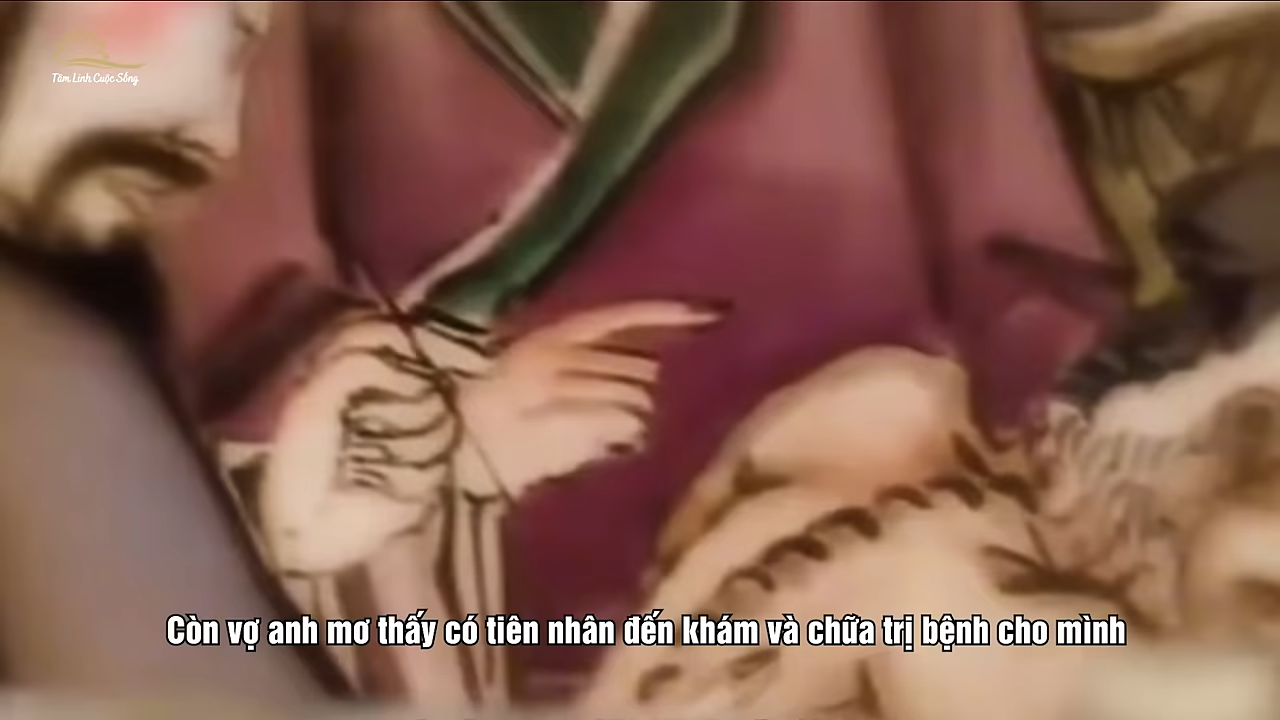 Tâm Linh Cuộc Sống
Còn vợ anh mơ thấy có tiên nhân đến khám và chữa trị bệnh cho mình